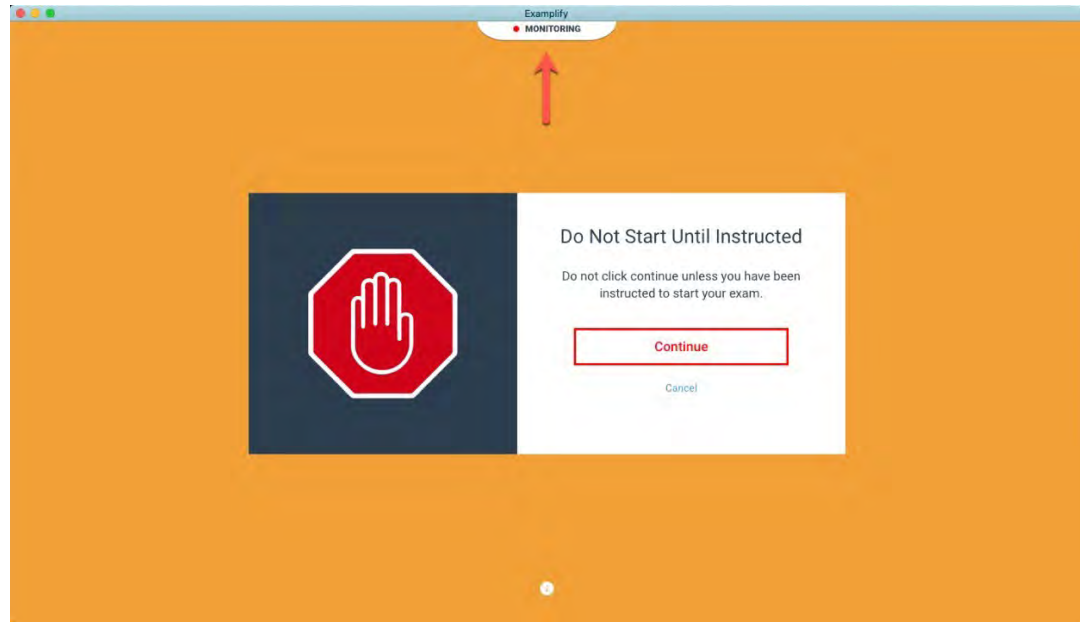 Examplify
MONITORING
Do Not Start Until Instructed
Do not click continue unless you have been
instructed to start your exam.
Continue
Cancel